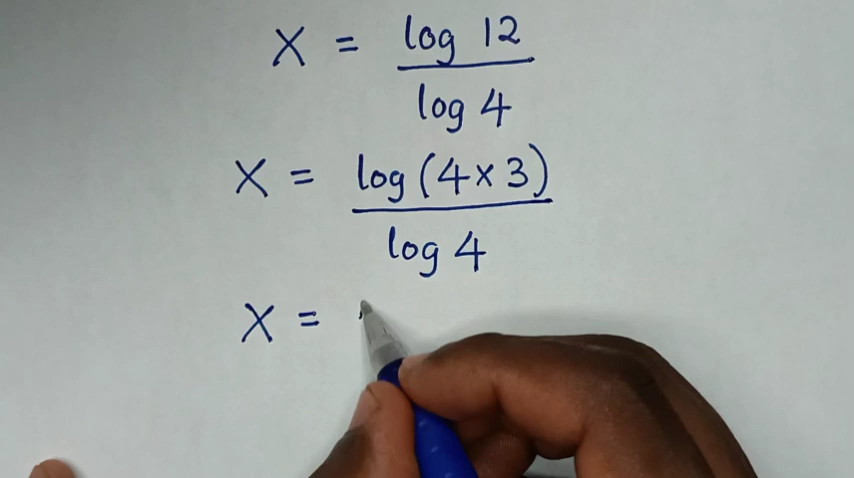 X = log 12 / log 4
X = log (4 x 3) / log 4
X =